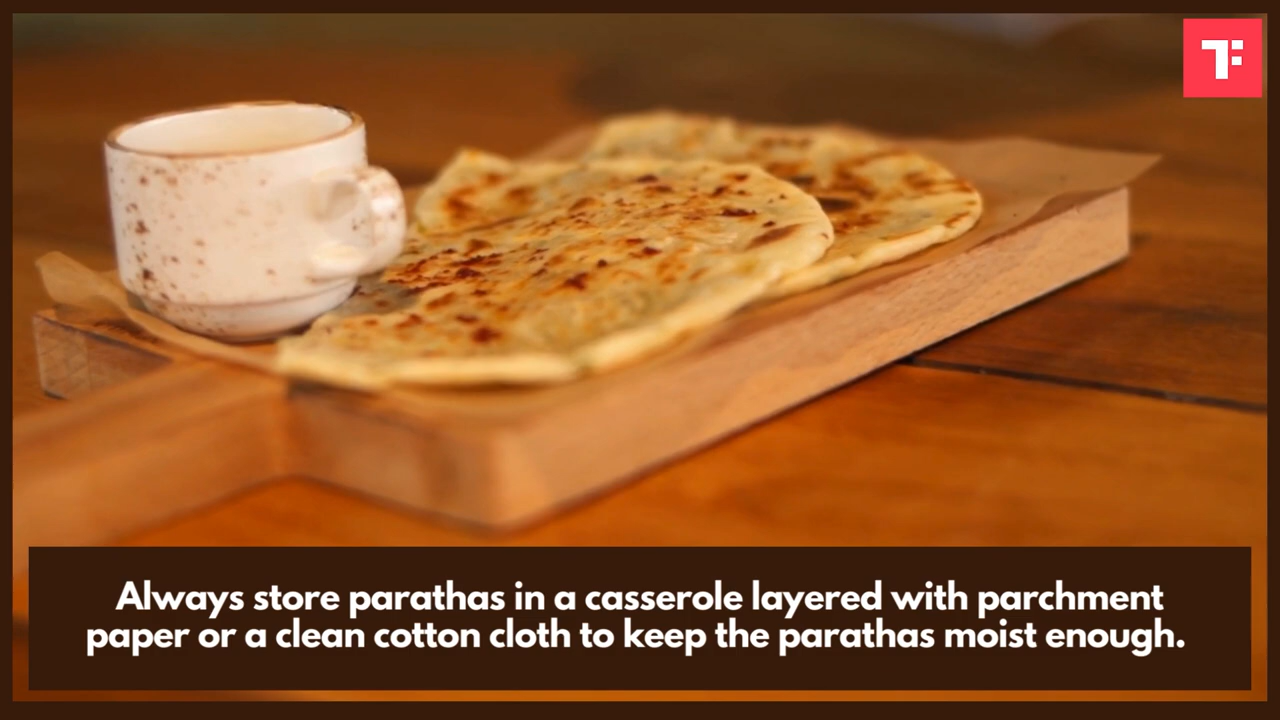 TF
Always store parathas in a casserole layered with parchment
paper or a clean cotton cloth to keep the parathas moist enough.